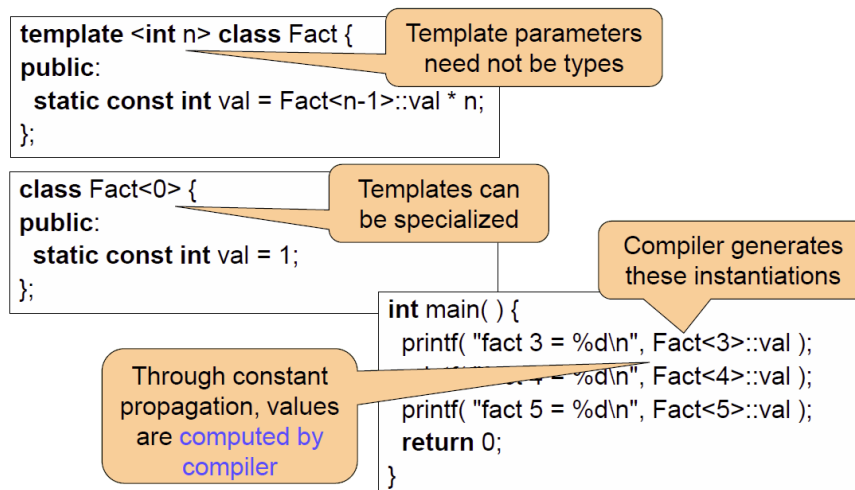 template <int n> class Fact {
public:
static const int val = Fact<n-1>::val * n;
};
Template parameters
need not be types
class Fact<0> {
public:
static const int val = 1;
};
Templates can
be specialized
Compiler generates
these instantiations
int main( ) {
printf( "fact 3 = %d\n", Fact<3>::val );
= %d\n", Fact<4>::val );
printf( "fact 5 = %d\n", Fact<5>::val );
return 0;
}
Through constant
propagation, values
are computed by
compiler